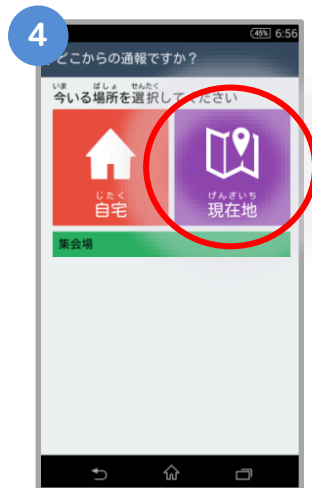 4
45% 6:56
どこからの通報ですか？
いま ばしょ せんたく
今いる場所を選択してください
じたく
自宅
げんざいち
現在地
集会場